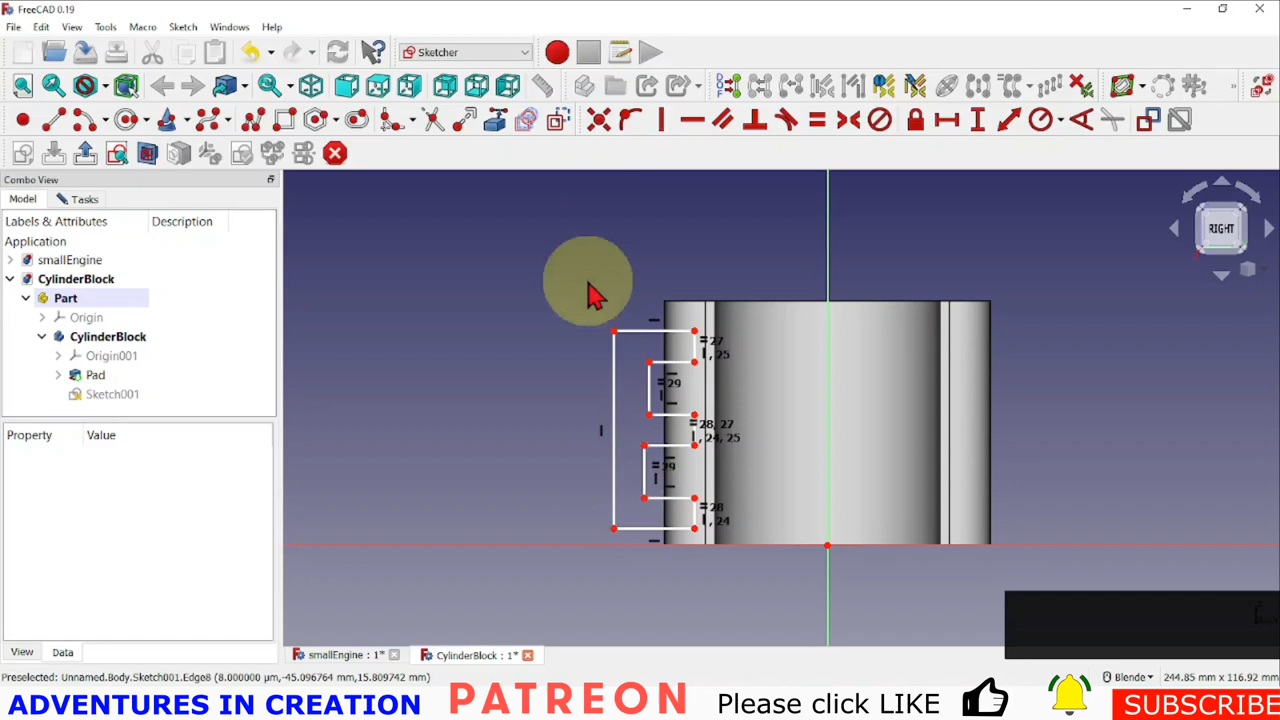 FreeCAD 0.19
File Edit View Tools Macro Sketch Windows Help
Sketcher
Combo View
Model Tasks
Labels & Attributes Description
Application
smallEngine
CylinderBlock
Part
Origin
CylinderBlock
Origin001
Pad
Sketch001
Property Value
RIGHT
27
, 25
29
28, 27
, 24, 25
29
28
, 24
View Data
smallEngine : 1*
CylinderBlock : 1*
Preselected: Unnamed.Body.Sketch001.Edge8 (8.000000 µm,-45.096764 mm,15.809742 mm)
Blende
244.85 mm x 116.92 mm
ADVENTURES IN CREATION PATREON Please click LIKE SUBSCRIBE